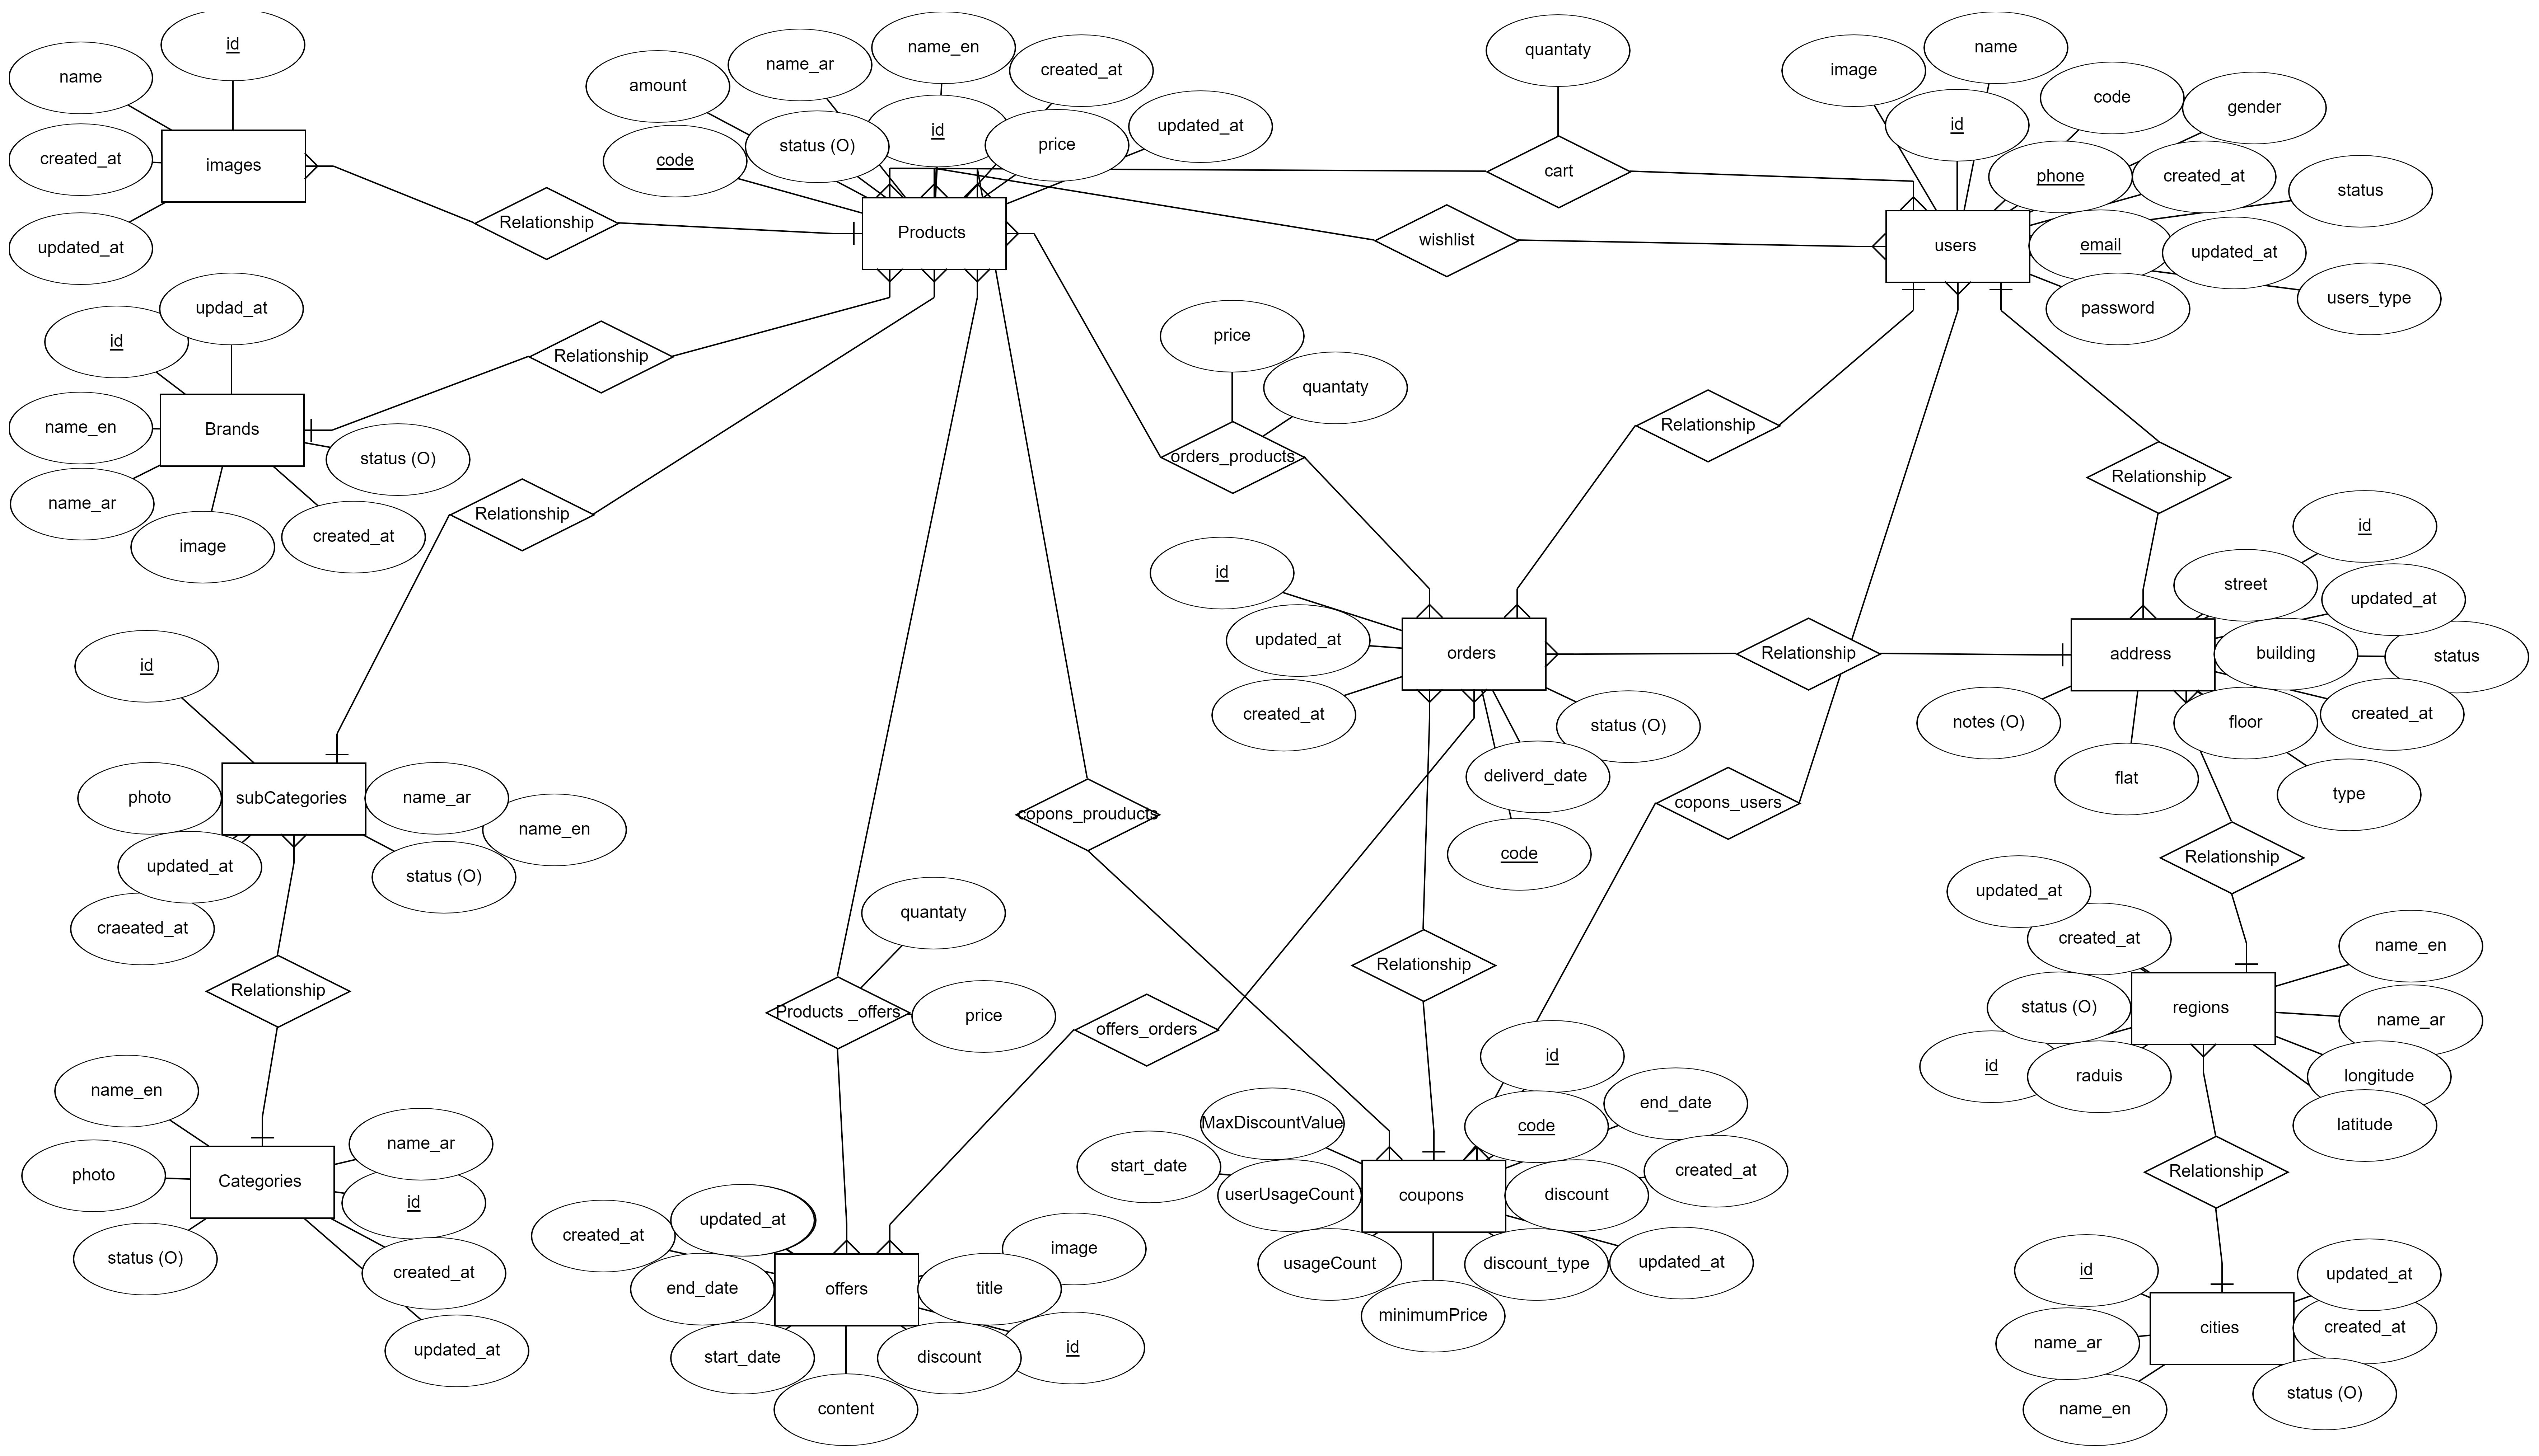 id
name
created_at
updated_at
images
Relationship
amount
name_ar
name_en
created_at
code
status (O)
id
price
updated_at
Products
quantaty
cart
wishlist
image
name
id
code
gender
phone
created_at
status
users
email
updated_at
users_type
password
id
updad_at
name_en
Brands
status (O)
name_ar
image
created_at
Relationship
Relationship
price
quantaty
orders_products
Relationship
Relationship
id
updated_at
created_at
orders
status (O)
deliverd_date
code
Relationship
id
street
updated_at
address
building
status
notes (O)
floor
created_at
flat
type
id
photo
subCategories
name_ar
name_en
updated_at
status (O)
craeated_at
Relationship
copons_prouducts
copons_users
Relationship
updated_at
created_at
name_en
status (O)
regions
name_ar
id
raduis
longitude
latitude
quantaty
Products _offers
price
offers_orders
Relationship
name_en
name_ar
photo
Categories
id
status (O)
created_at
updated_at
id
MaxDiscountValue
code
end_date
start_date
userUsageCount
coupons
discount
created_at
usageCount
discount_type
updated_at
minimumPrice
Relationship
created_at
updated_at
image
end_date
offers
title
start_date
discount
id
content
id
updated_at
name_ar
cities
created_at
name_en
status (O)